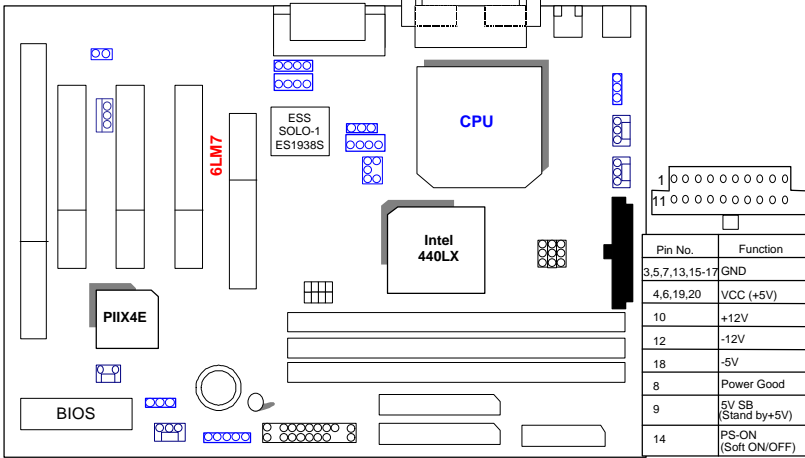 ESS
SOLO-1
ES1938S
CPU
6LM7
Intel
440LX
PIIX4E
BIOS
1
11
Pin No. Function
3,5,7,13,15-17 GND
4,6,19,20 VCC (+5V)
10 +12V
12 -12V
18 -5V
8 Power Good
9 5V SB
(Stand by+5V)
14 PS-ON
(Soft ON/OFF)